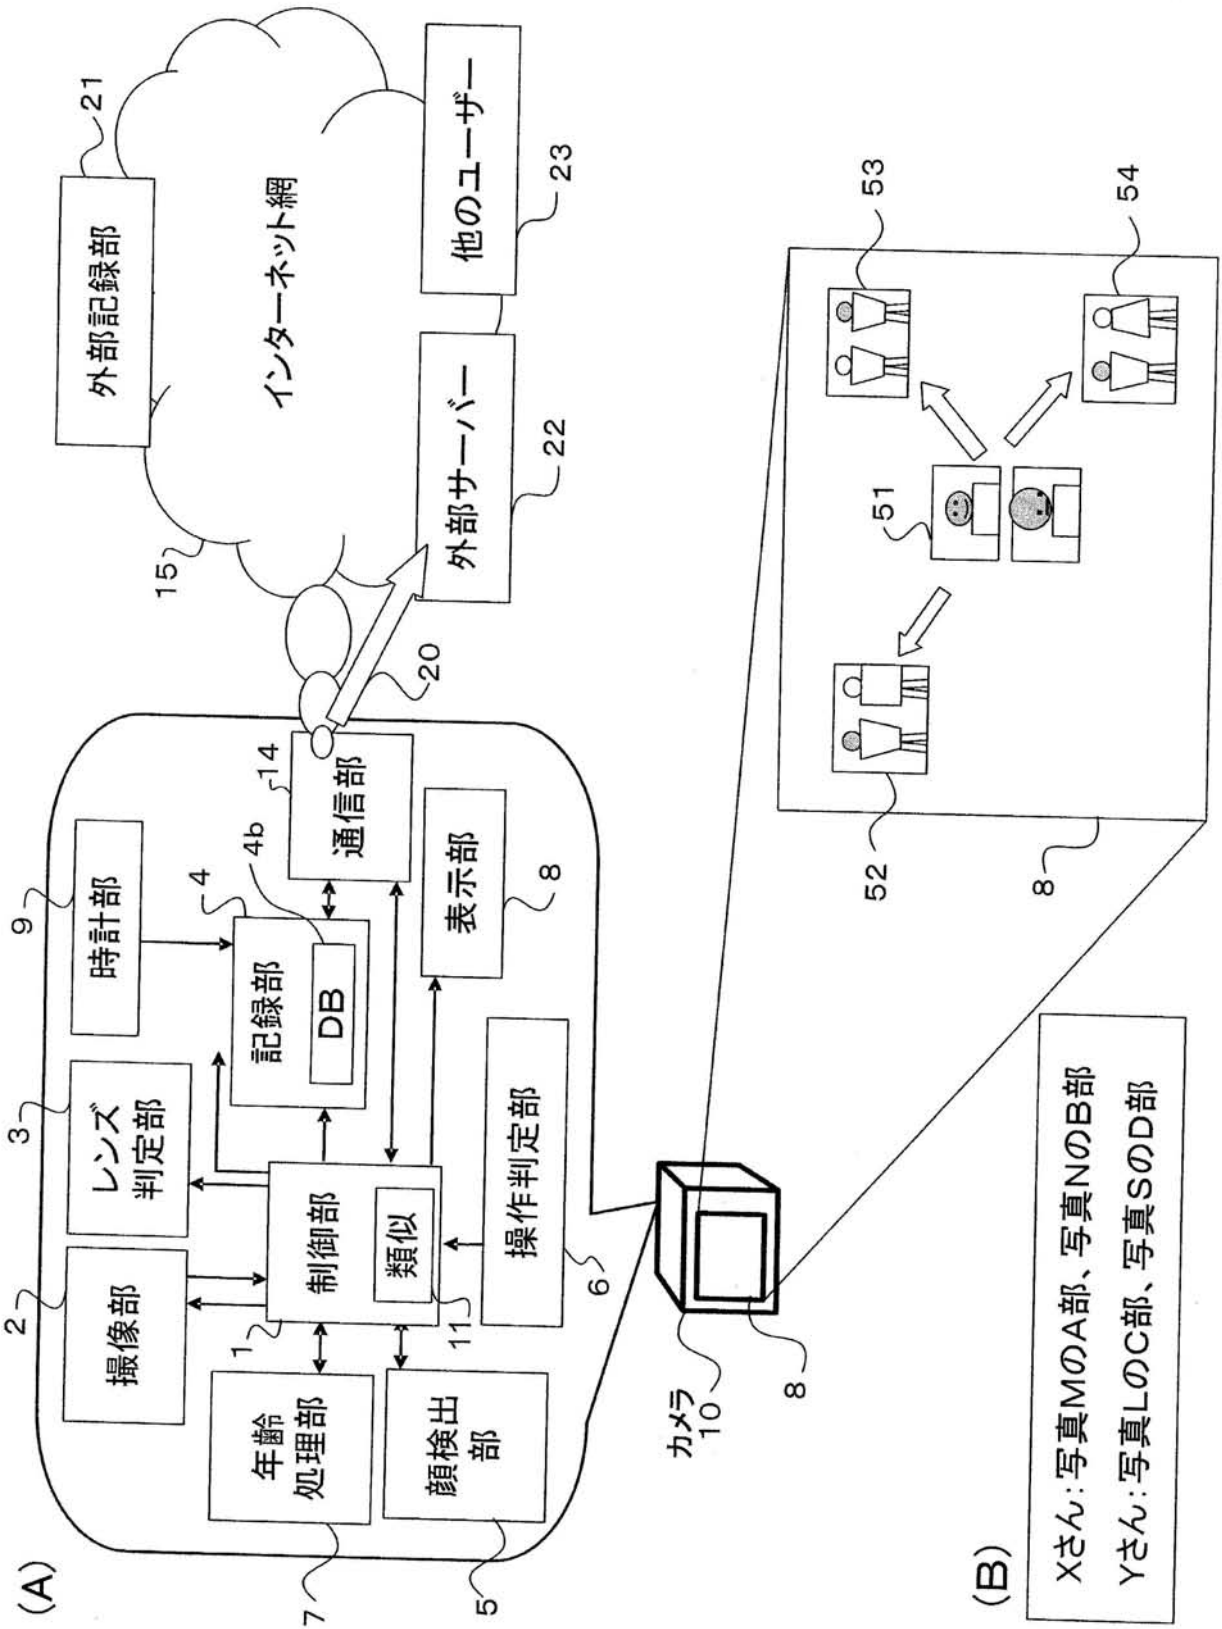 (A)
2
撮像部
3
レンズ
判定部
9
時計部
7
年齢
処理部
1
制御部
類似
11
4
記録部
DB
4b
14
通信部
5
顔検出
部
6
操作判定部
表示部
8
20
15
インターネット網
21
外部記録部
外部サーバー
22
他のユーザー
23
カメラ
10
8
8
51
52
53
54
(B)
Xさん:写真MのA部、写真NのB部
Yさん:写真LのC部、写真SのD部